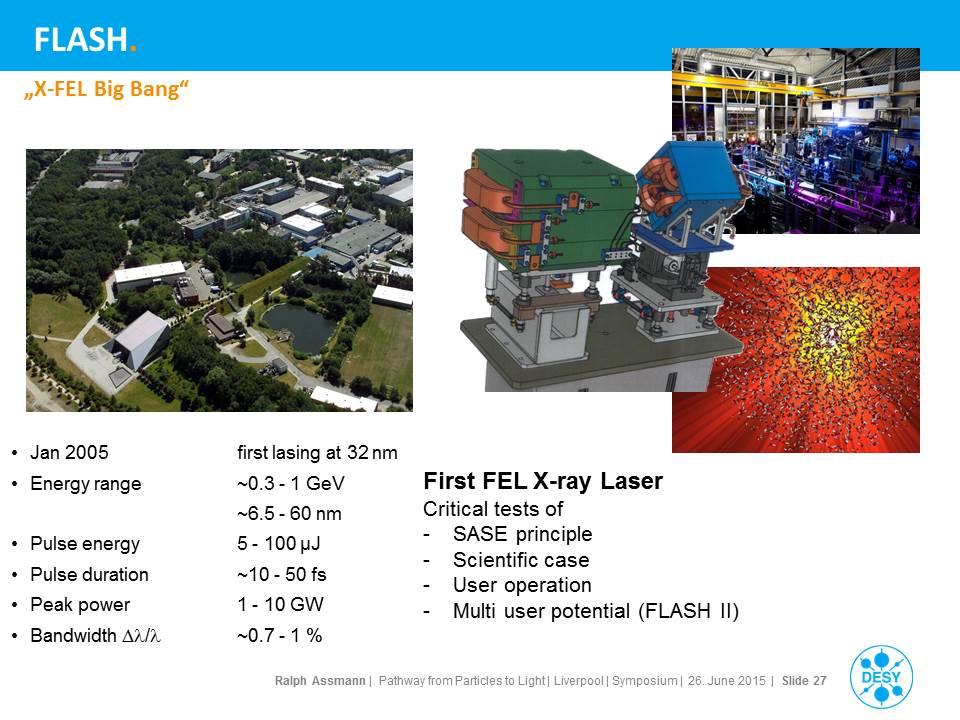 FLASH.
„X-FEL Big Bang“
• Jan 2005 first lasing at 32 nm
• Energy range ~0.3 - 1 GeV
~6.5 - 60 nm
• Pulse energy 5 - 100 µJ
• Pulse duration ~10 - 50 fs
• Peak power 1 - 10 GW
• Bandwidth Δλ/λ ~0.7 - 1 %
First FEL X-ray Laser
Critical tests of
- SASE principle
- Scientific case
- User operation
- Multi user potential (FLASH II)
Ralph Assmann | Pathway from Particles to Light | Liverpool | Symposium | 26. June 2015 | Slide 27
DESY